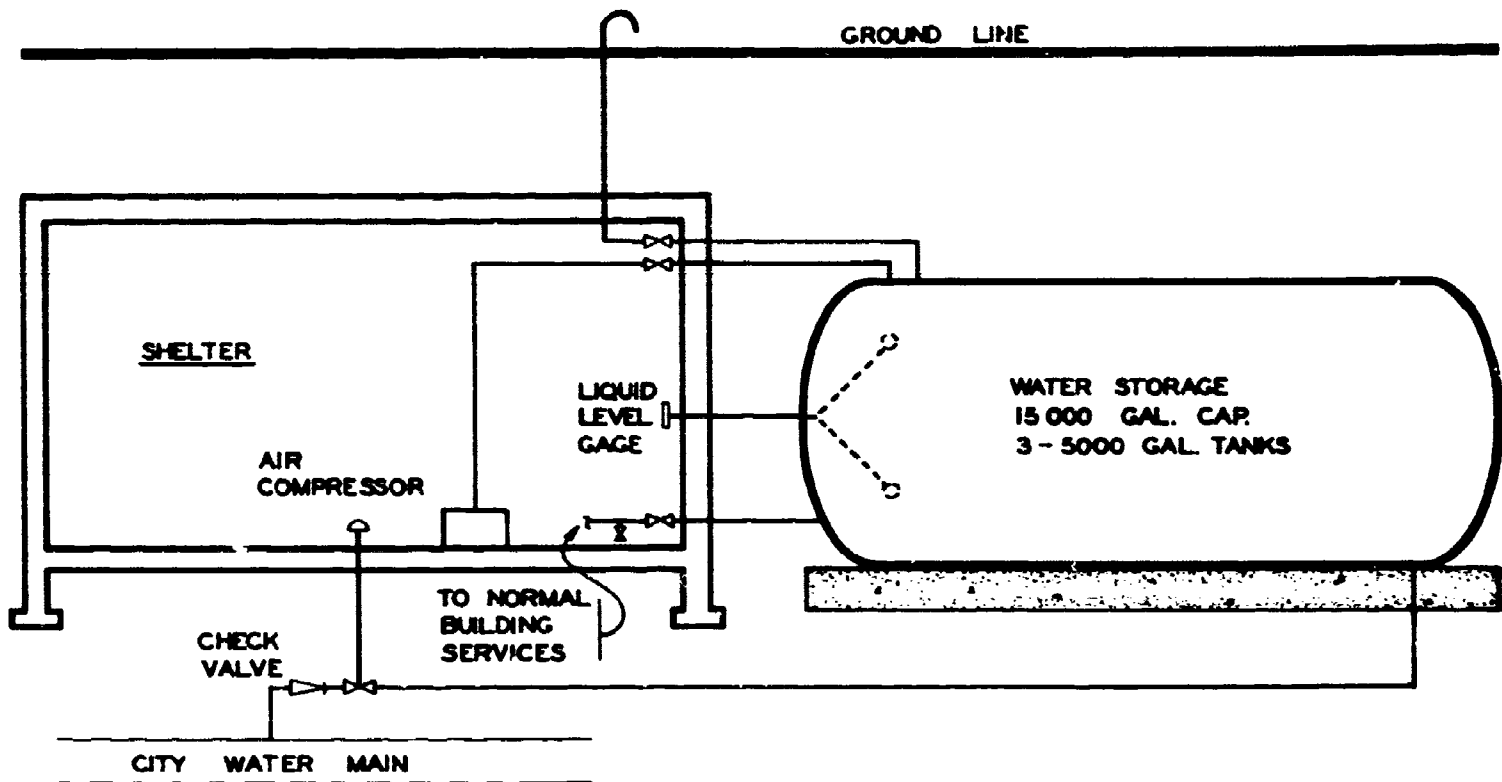 GROUND LINE
SHELTER
LIQUID
LEVEL
GAGE
WATER STORAGE
15 000 GAL. CAP.
3 - 5000 GAL. TANKS
AIR
COMPRESSOR
TO NORMAL
BUILDING
SERVICES
CHECK
VALVE
CITY WATER MAIN